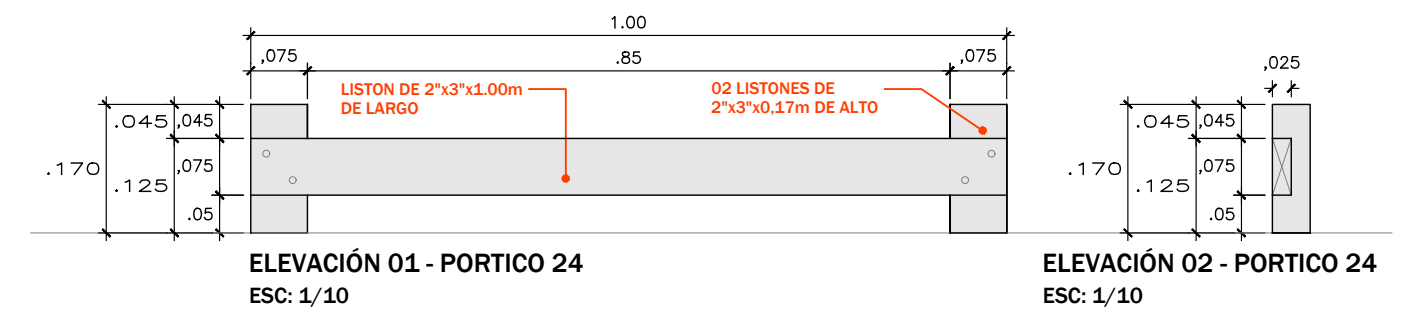 1.00
,075
.85
,075
,025
LISTON DE 2"x3"x1.00m
DE LARGO
02 LISTONES DE
2"x3"x0,17m DE ALTO
.045
,045
.170
.125
,075
.05
.045
,045
.170
.125
,075
.05
ELEVACIÓN 01 - PORTICO 24
ESC: 1/10
ELEVACIÓN 02 - PORTICO 24
ESC: 1/10